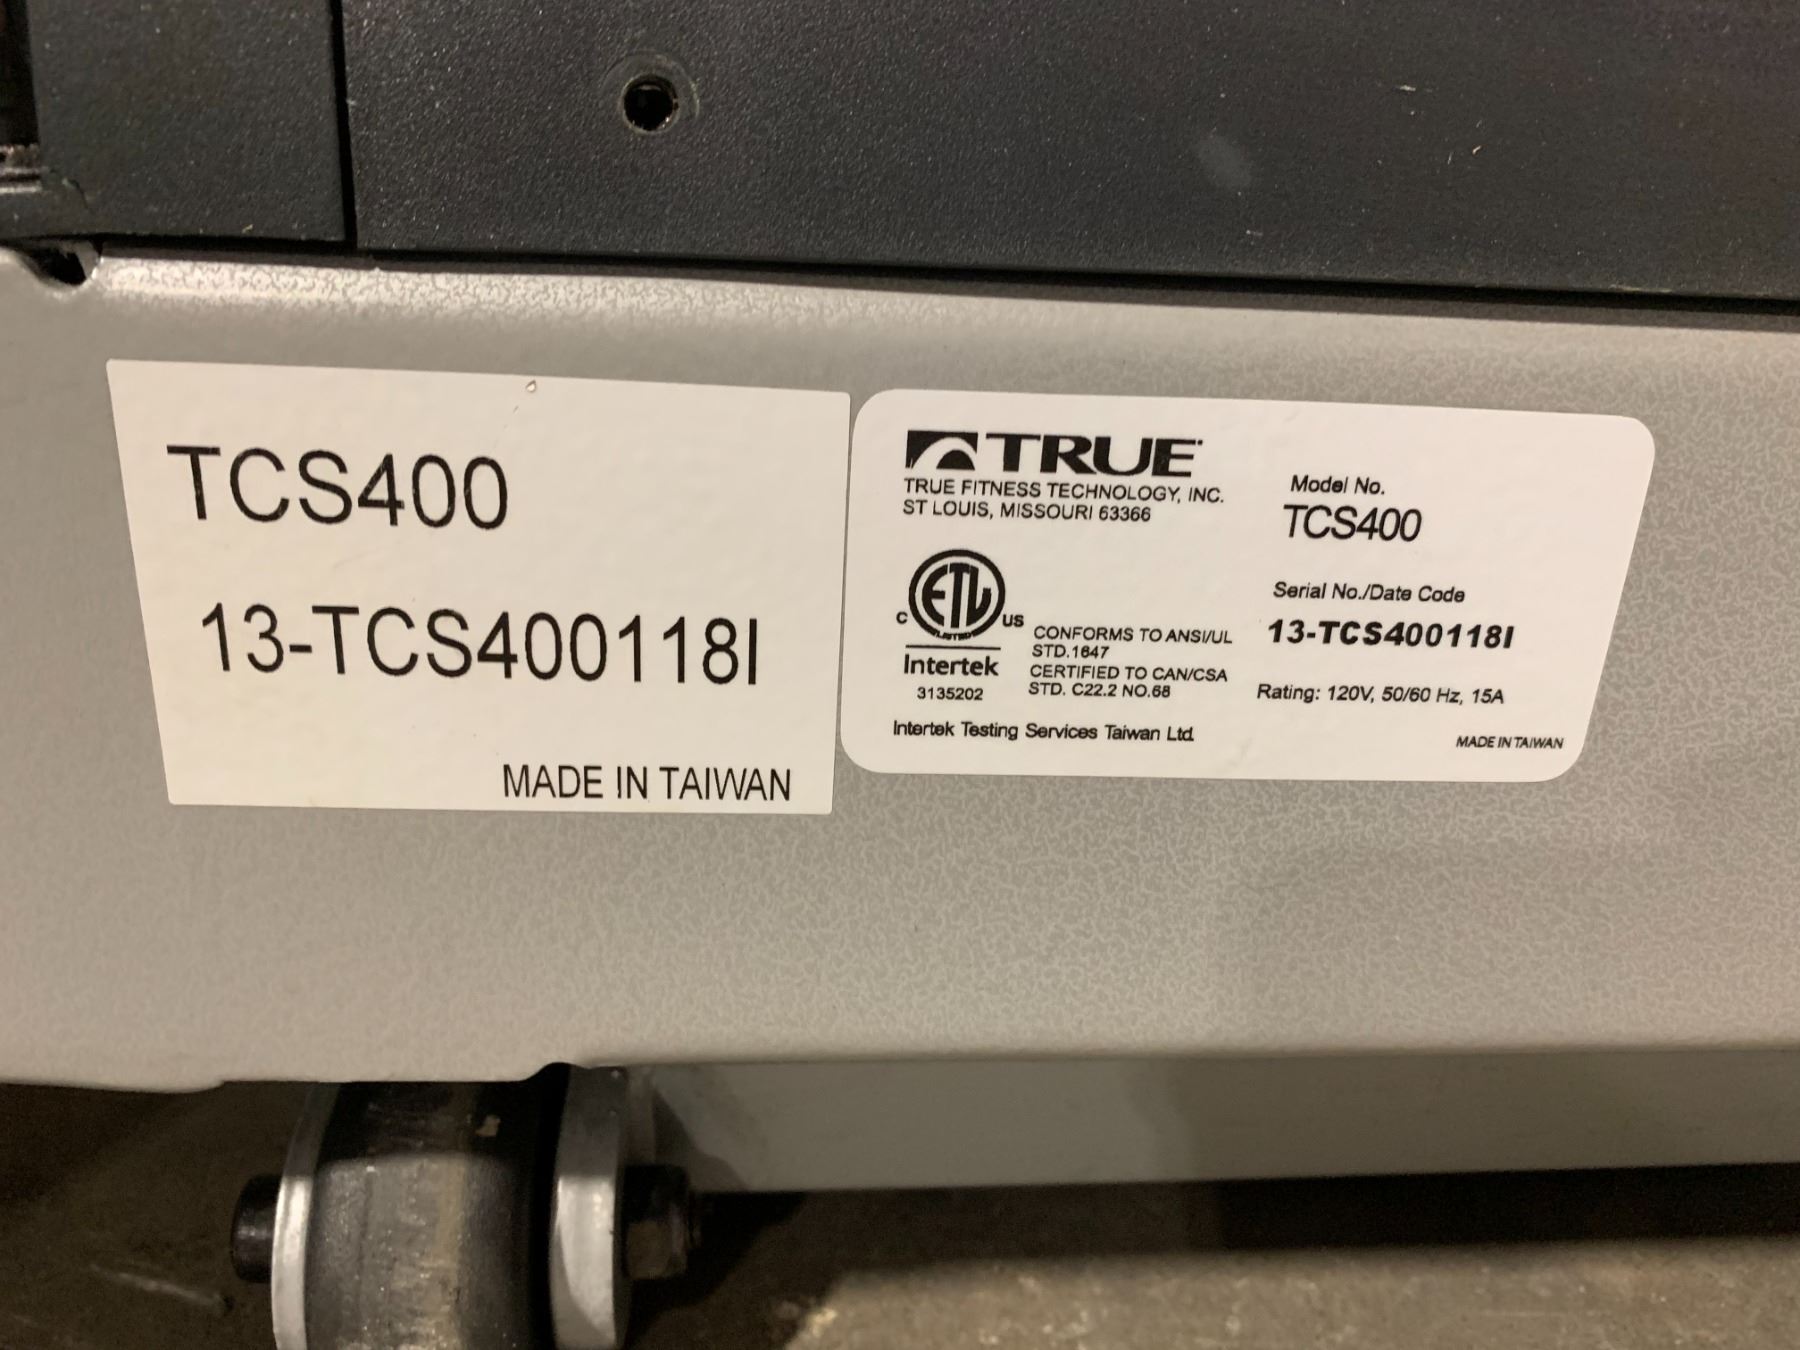 TCS400
13-TCS400118I
MADE IN TAIWAN
TRUE
TRUE FITNESS TECHNOLOGY, INC.
ST LOUIS, MISSOURI 63366
C ETL US
LISTED
Intertek
3135202
CONFORMS TO ANSI/UL
STD.1647
CERTIFIED TO CAN/CSA
STD. C22.2 NO.68
Intertek Testing Services Taiwan Ltd.
Model No.
TCS400
Serial No./Date Code
13-TCS400118I
Rating: 120V, 50/60 Hz, 15A
MADE IN TAIWAN